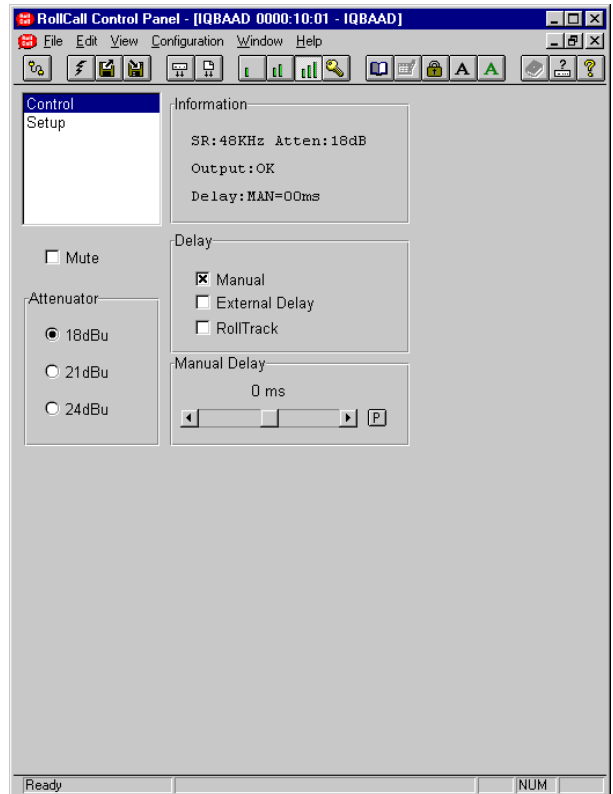 RollCall Control Panel - [IQBAAD 0000:10:01 - IQBAAD]
File Edit View Configuration Window Help
A A ?
Control
Setup
Information
SR:48KHz Atten:18dB
Output:OK
Delay:MAN=00ms
Mute
Delay
Manual
External Delay
RollTrack
Attenuator
18dBu
21dBu
24dBu
Manual Delay
0 ms
P
Ready NUM